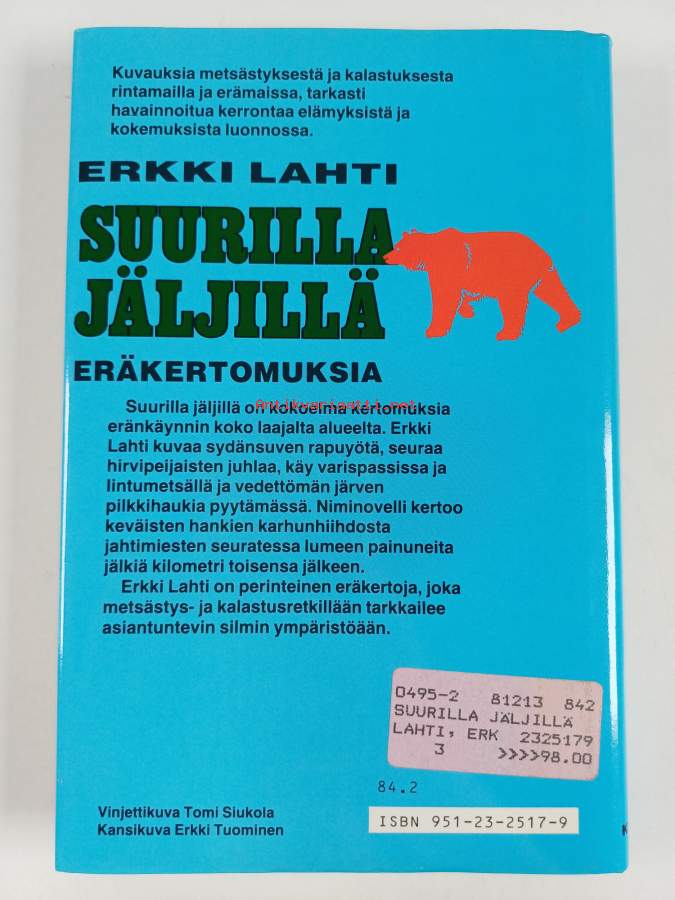 Kuvauksia metsästyksestä ja kalastuksesta
rintamailla ja erämaissa, tarkasti
havainnoitua kerrontaa elämyksistä ja
kokemuksista luonnossa.
ERKKI LAHTI
SUURILLA
JÄLJILLÄ
ERÄKERTOMUKSIA
Antikvariaatti.net
Suurilla jäljillä on kokoelma kertomuksia
eränkäynnin koko laajalta alueelta. Erkki
Lahti kuvaa sydänsuven rapuyötä, seuraa
hirvipeijaisten juhlaa, käy varispassissa ja
lintumetsällä ja vedettömän järven
pilkkihaukia pyytämässä. Niminovelli kertoo
keväisten hankien karhunhiihdosta
jahtimiesten seuratessa lumeen painuneita
jälkiä kilometri toisensa jälkeen.
Erkki Lahti on perinteinen eräkertoja, joka
metsästys- ja kalastusretkillään tarkkailee
asiantuntevin silmin ympäristöään.
0495-2 81213 842
SUURILLA JÄLJILLÄ
LAHTI, ERK 2325179
3 >>>>98.00
84.2
ISBN 951-23-2517-9
Vinjettikuva Tomi Siukola
Kansikuva Erkki Tuominen